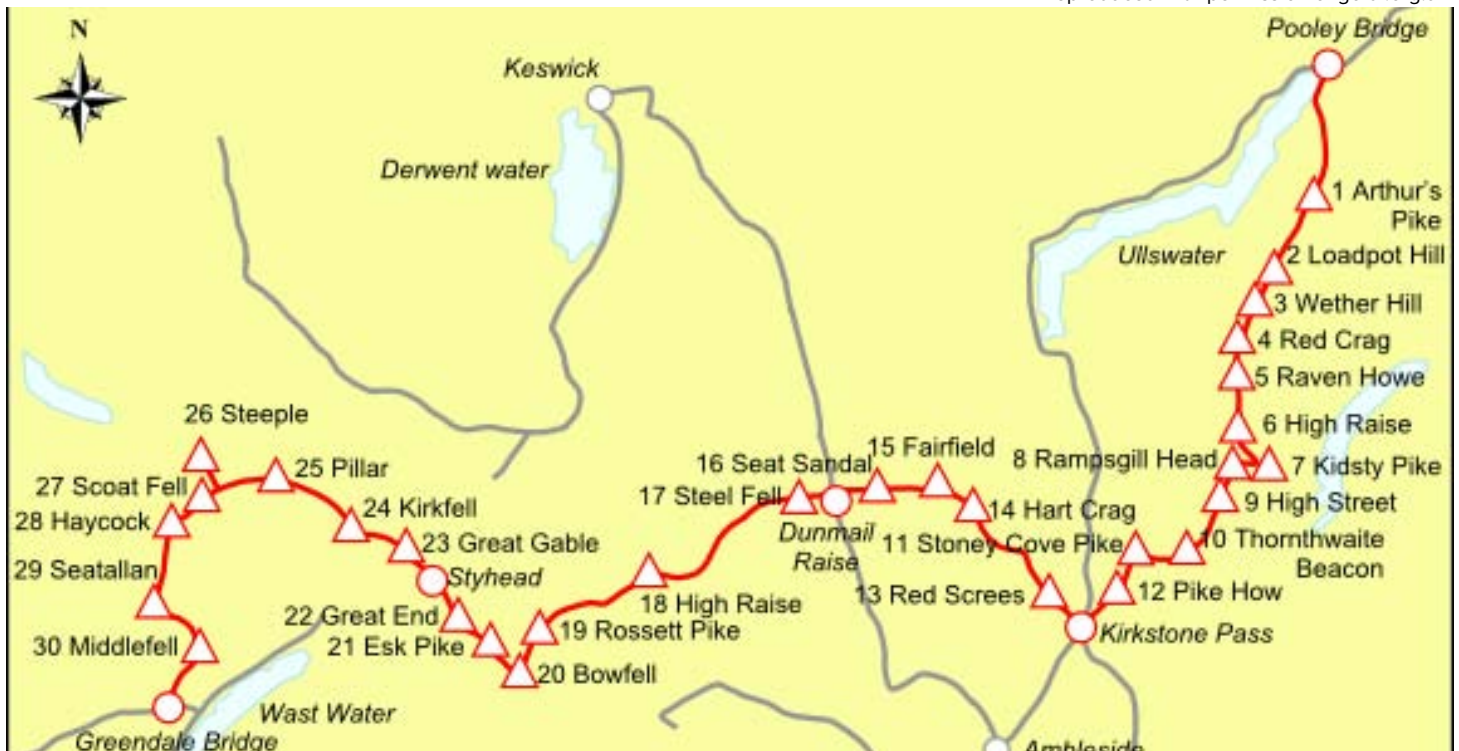 N
Pooley Bridge
Keswick
Derwent water
1 Arthur's
Pike
Ullswater
2 Loadpot Hill
3 Wether Hill
4 Red Crag
5 Raven Howe
26 Steeple
6 High Raise
15 Fairfield
16 Seat Sandal
8 Rampsgill Head
7 Kidsty Pike
25 Pillar
27 Scoat Fell
17 Steel Fell
9 High Street
28 Haycock
24 Kirkfell
14 Hart Crag
Dunmail
Raise
23 Great Gable
11 Stoney Cove Pike
10 Thornthwaite
Beacon
29 Seatallan
Styhead
13 Red Screes
12 Pike How
18 High Raise
22 Great End
19 Rossett Pike
Kirkstone Pass
30 Middlefell
21 Esk Pike
20 Bowfell
Wast Water
Greendale Bridge
Ambleside